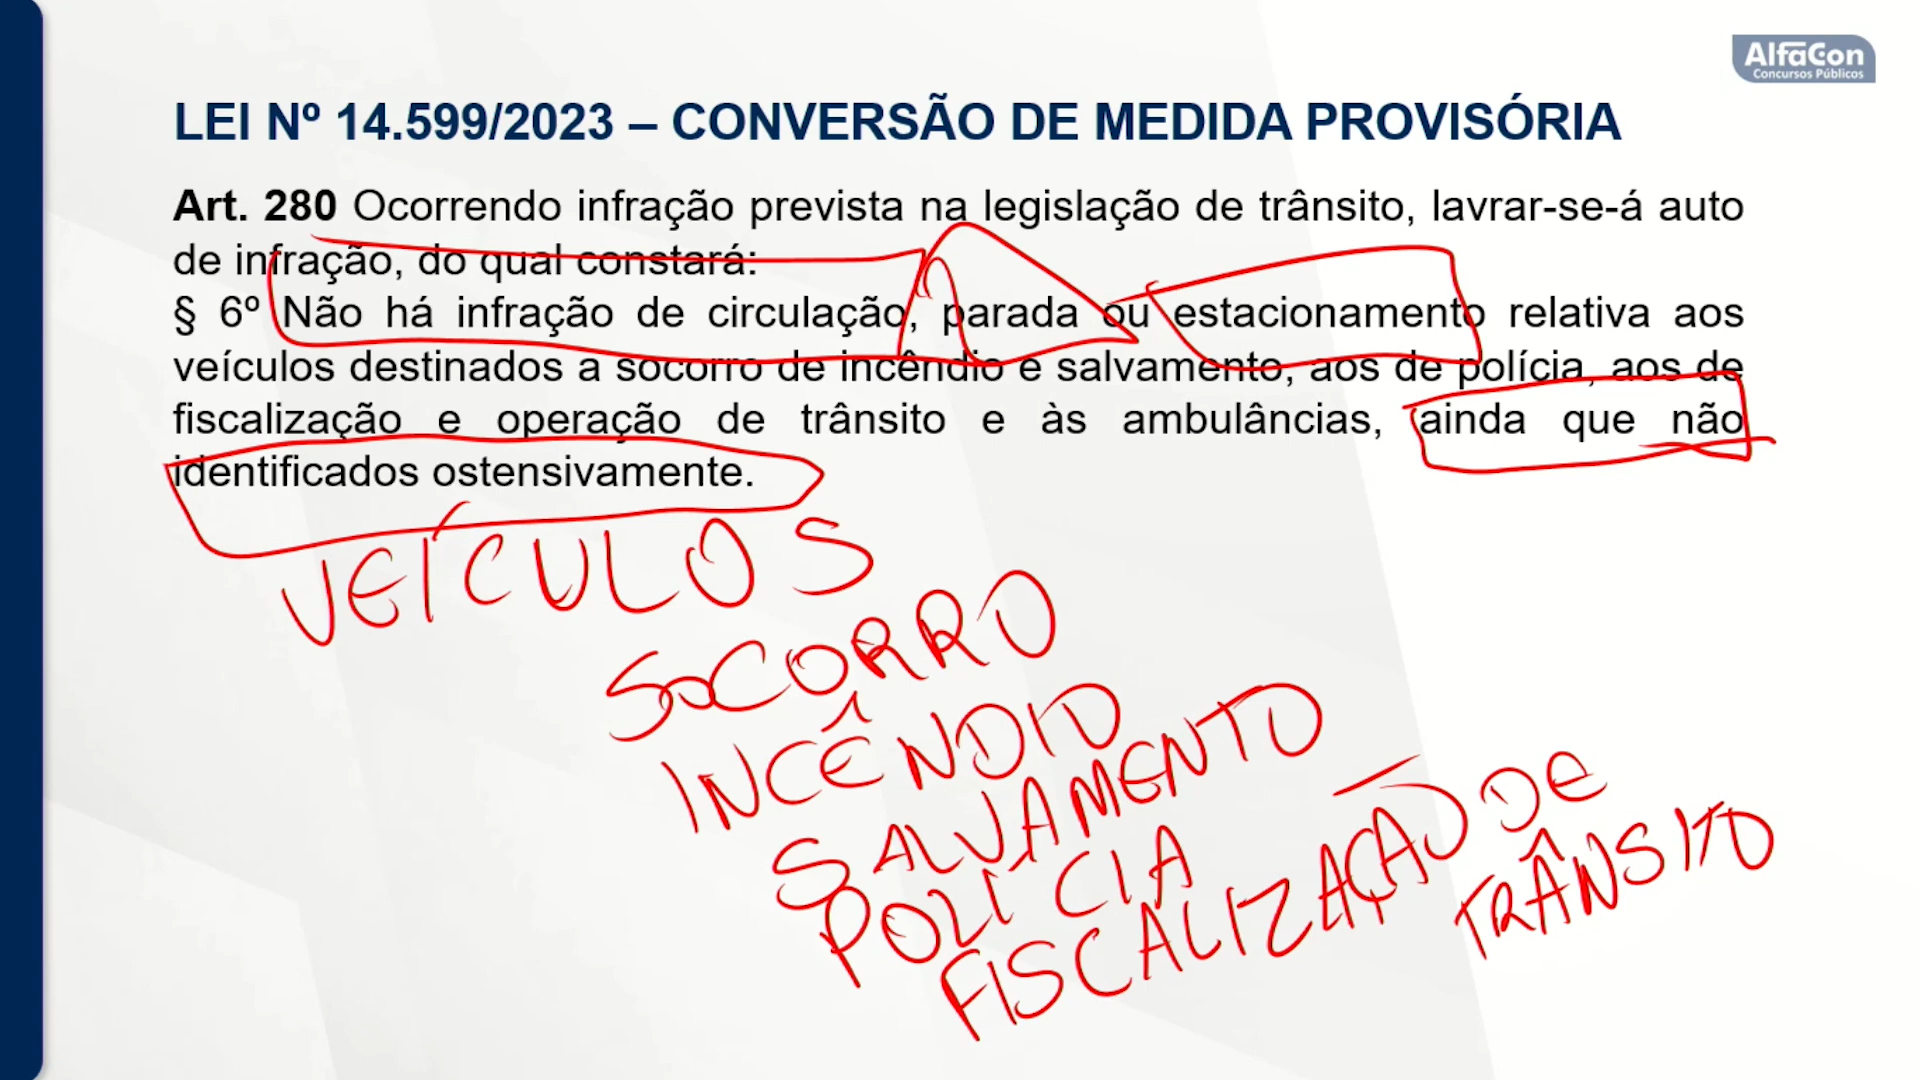 AlfaCon
Concursos Públicos
LEI Nº 14.599/2023 – CONVERSÃO DE MEDIDA PROVISÓRIA
Art. 280 Ocorrendo infração prevista na legislação de trânsito, lavrar-se-á auto
de infração, do qual constará:
§ 6º Não há infração de circulação, parada ou estacionamento relativa aos
veículos destinados a socorro de incêndio e salvamento, aos de polícia, aos de
fiscalização e operação de trânsito e às ambulâncias, ainda que não
identificados ostensivamente.
VEÍCULOS
SOCORRO
INCÊNDIO
SALVAMENTO
POLÍCIA
FISCALIZAÇÃO DE
TRÂNSITO